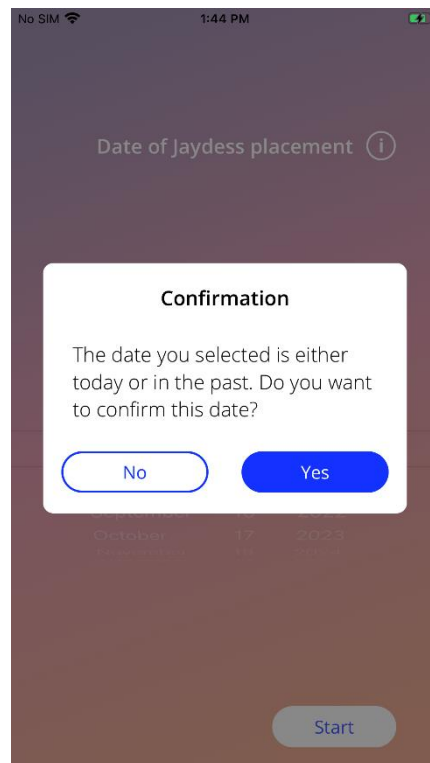 No SIM 1:44 PM
Date of Jaydess placement i
Confirmation
The date you selected is either
today or in the past. Do you want
to confirm this date?
No Yes
September
October 17 2023
Start